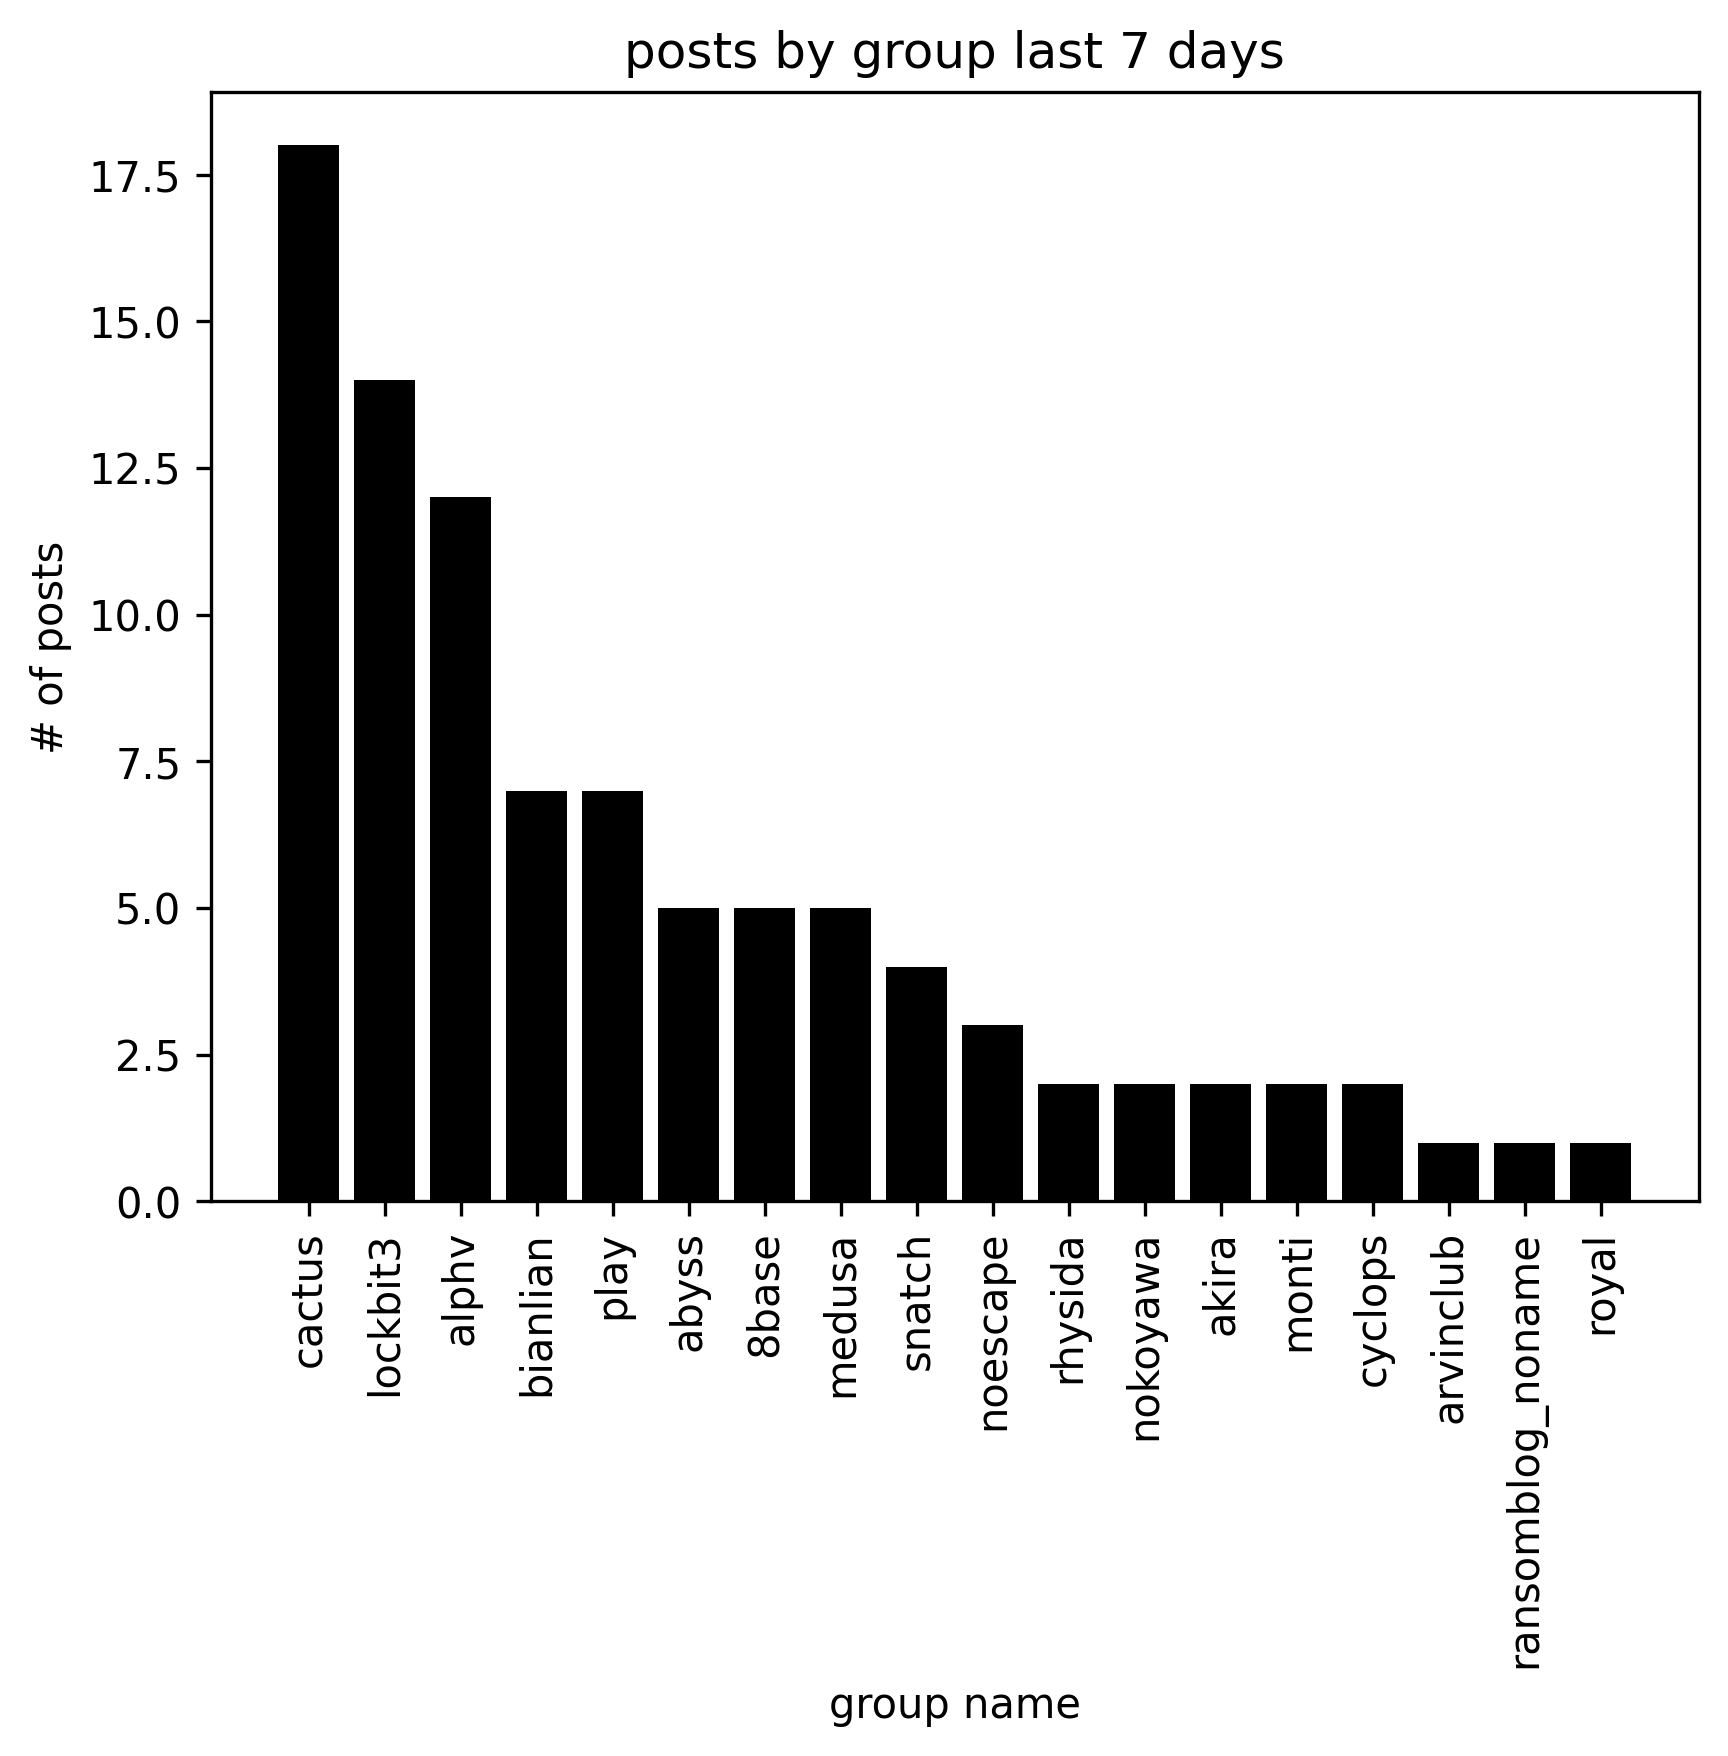 posts by group last 7 days
# of posts
17.5
15.0
12.5
10.0
7.5
5.0
2.5
0.0
cactus
lockbit3
alphv
bianlian
play
abyss
8base
medusa
snatch
noescape
rhysida
nokoyawa
akira
monti
cyclops
arvinclub
ransomblog_noname
royal
group name